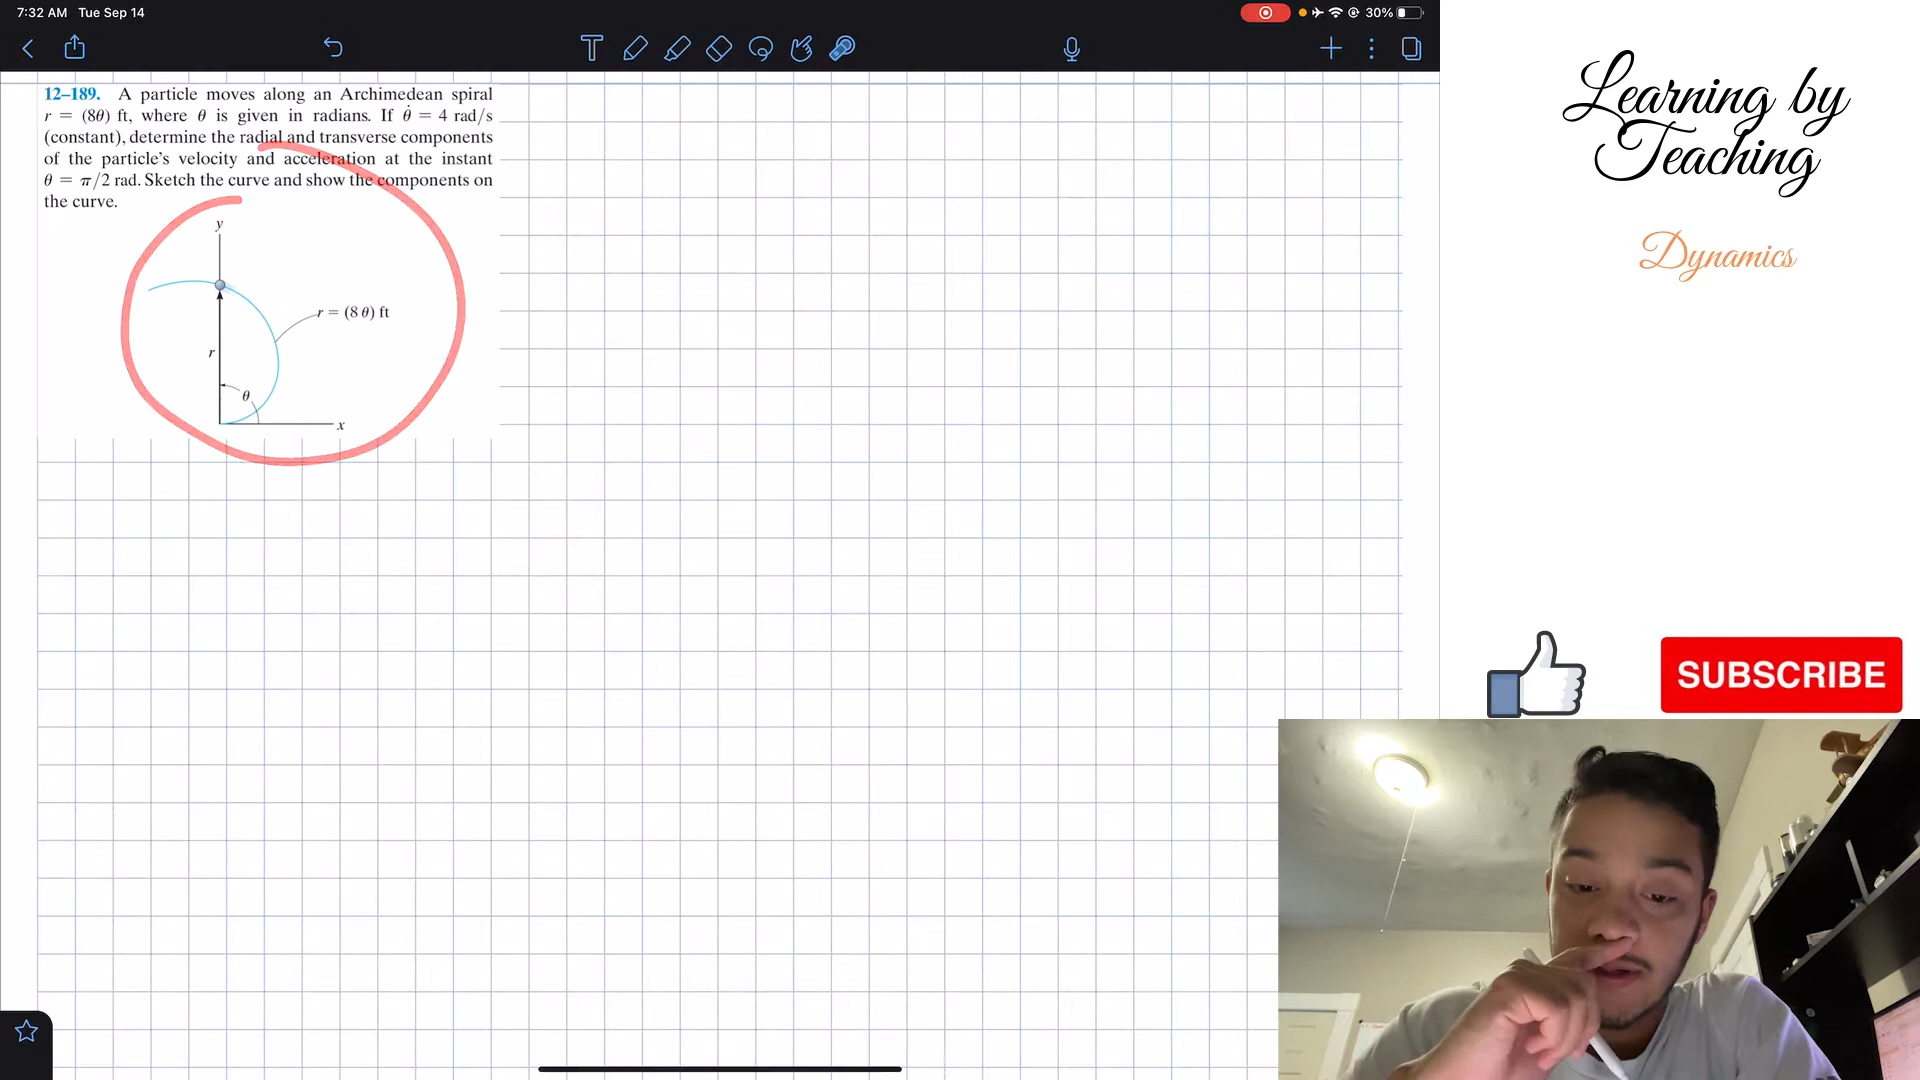 7:32 AM Tue Sep 14
30%
12–189. A particle moves along an Archimedean spiral
r = (8θ) ft, where θ is given in radians. If θ̇ = 4 rad/s
(constant), determine the radial and transverse components
of the particle's velocity and acceleration at the instant
θ = π/2 rad. Sketch the curve and show the components on
the curve.
y
r = (8 θ) ft
r
θ
x
Learning by
Teaching
Dynamics
SUBSCRIBE